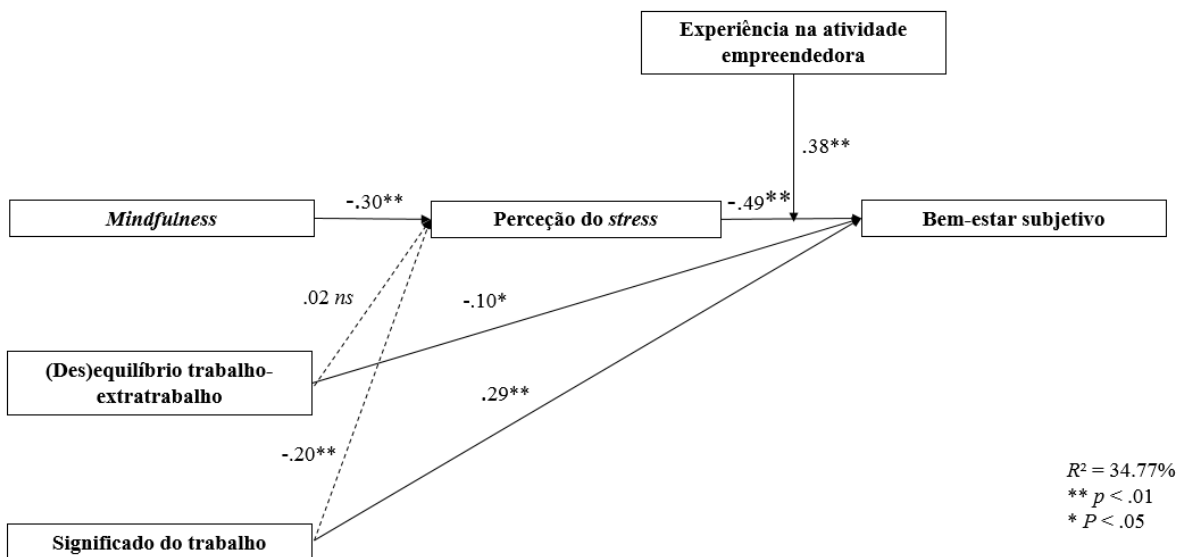 Experiência na atividade
empreendedora
.38**
Mindfulness
-.30**
Perceção do stress
-.49**
Bem-estar subjetivo
.02 ns
-.10*
(Des)equilíbrio trabalho-
extratrabalho
.29**
-.20**
Significado do trabalho
R² = 34.77%
** p < .01
* P < .05